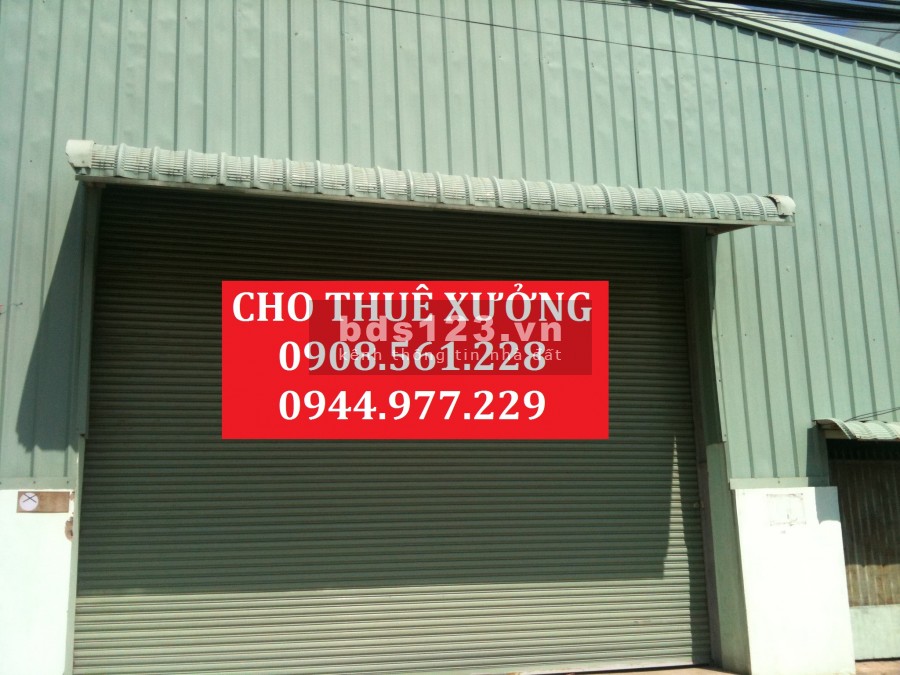 CHO THUÊ XƯỞNG
bds123.vn
0908.561.228
kênh thông tin nhà đất
0944.977.229